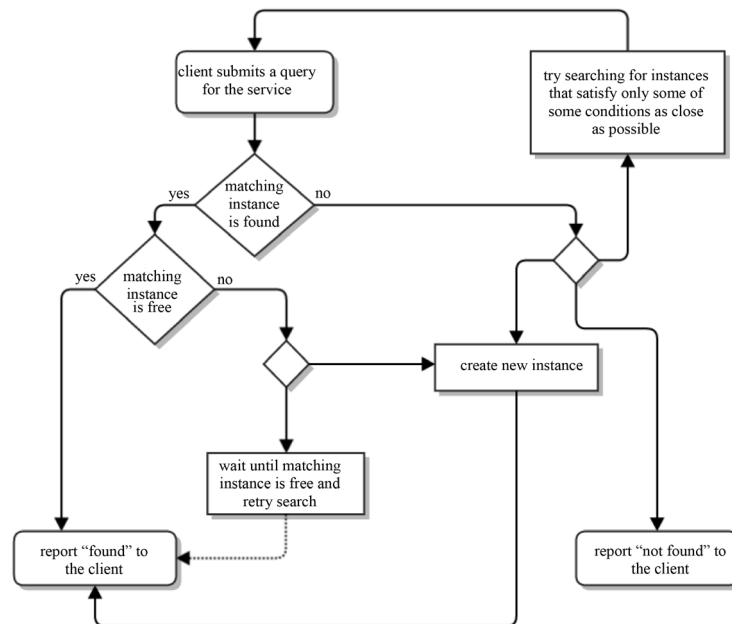 client submits a query
for the service
try searching for instances
that satisfy only some of
some conditions as close
as possible
yes
matching
instance
is found
no
yes
matching
instance
is free
no
create new instance
wait until matching
instance is free and
retry search
report “found” to
the client
report “not found” to
the client